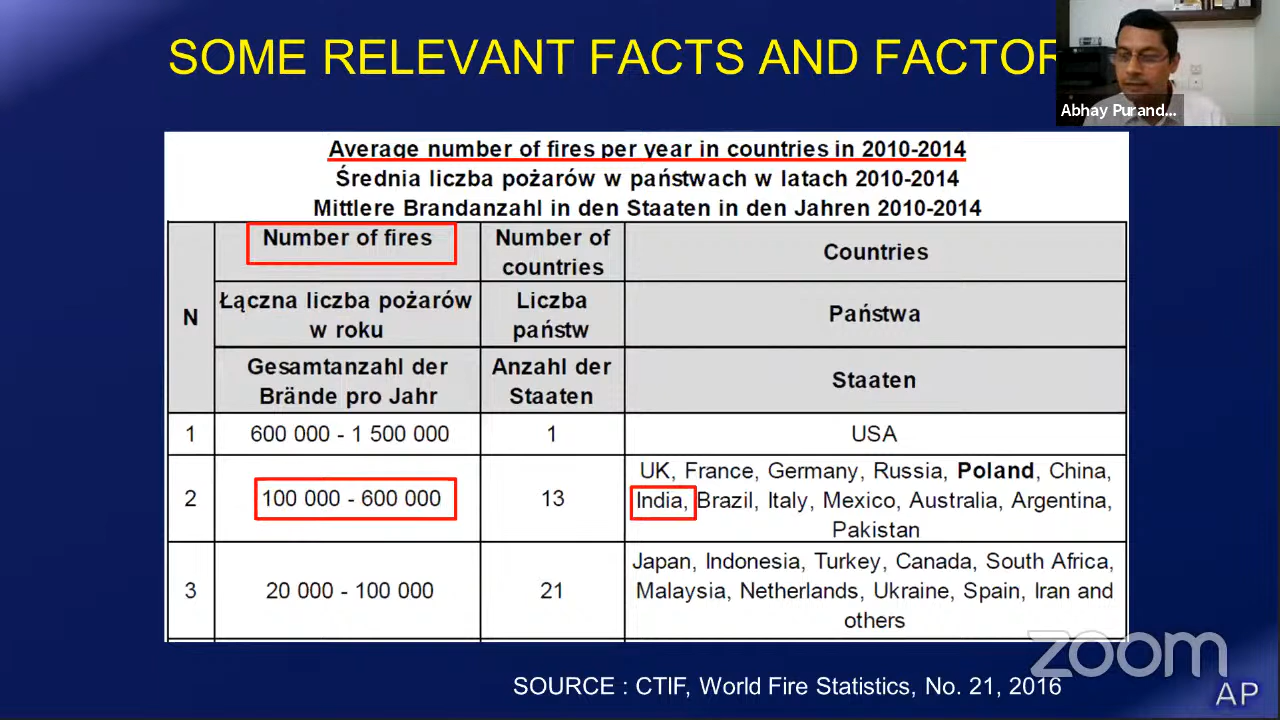 SOME RELEVANT FACTS AND FACTOR
Abhay Purand...
Average number of fires per year in countries in 2010-2014
Średnia liczba pożarów w państwach w latach 2010-2014
Mittlere Brandanzahl in den Staaten in den Jahren 2010-2014
N
Number of fires
Number of
countries
Countries
Łączna liczba pożarów
w roku
Liczba
państw
Państwa
Gesamtanzahl der
Brände pro Jahr
Anzahl der
Staaten
Staaten
1
600 000 - 1 500 000
1
USA
2
100 000 - 600 000
13
UK, France, Germany, Russia, Poland, China,
India, Brazil, Italy, Mexico, Australia, Argentina,
Pakistan
3
20 000 - 100 000
21
Japan, Indonesia, Turkey, Canada, South Africa,
Malaysia, Netherlands, Ukraine, Spain, Iran and
others
zoom
SOURCE : CTIF, World Fire Statistics, No. 21, 2016
AP